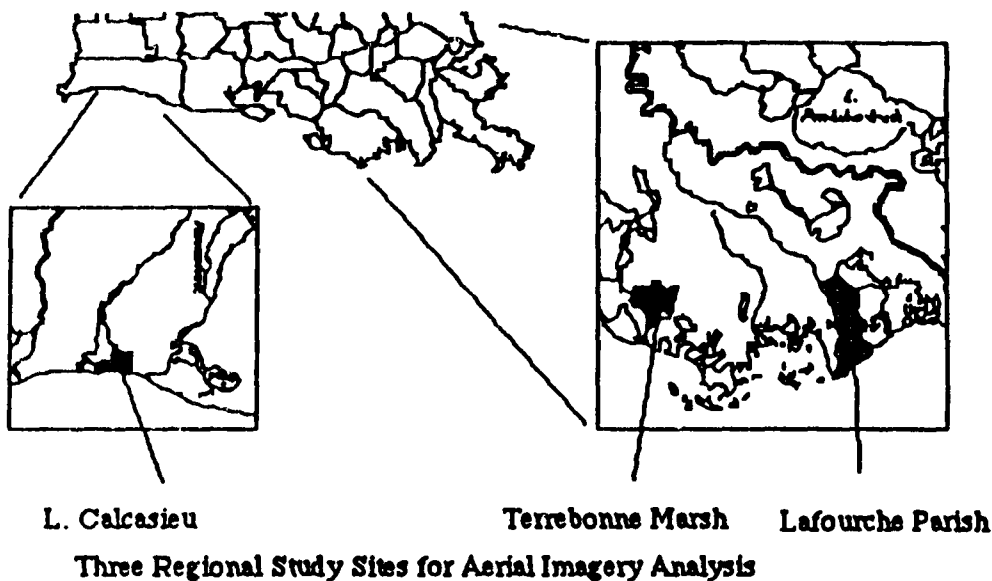 L.
L. Calcasieu
Terrebonne Marsh
Lafourche Parish
Three Regional Study Sites for Aerial Imagery Analysis